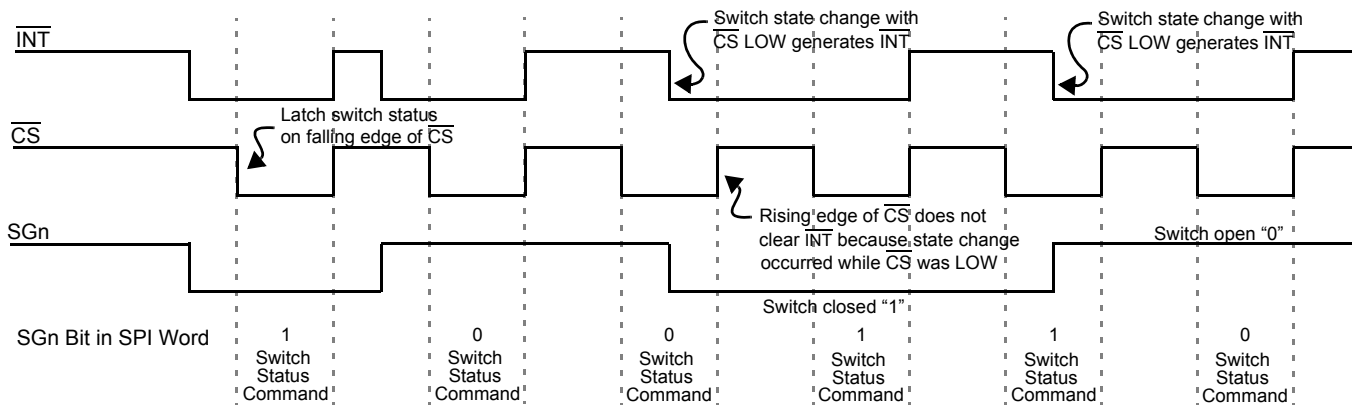 INT
Switch state change with
CS LOW generates INT
Switch state change with
CS LOW generates INT
Latch switch status
on falling edge of CS
CS
Rising edge of CS does not
clear INT because state change
occurred while CS was LOW
SGn
Switch open “0”
Switch closed “1”
SGn Bit in SPI Word
1
Switch
Status
Command
0
Switch
Status
Command
0
Switch
Status
Command
1
Switch
Status
Command
1
Switch
Status
Command
0
Switch
Status
Command